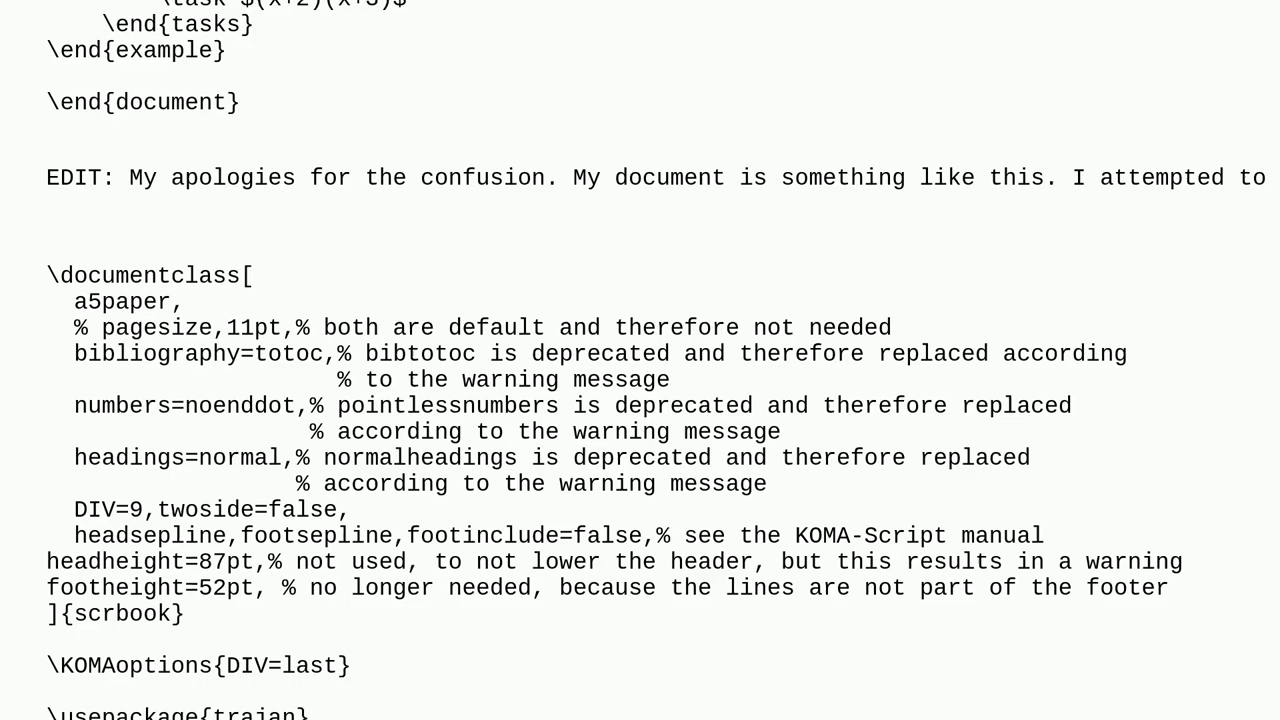 \task $(x+2)(x+3)$
\end{tasks}
\end{example}
\end{document}
EDIT: My apologies for the confusion. My document is something like this. I attempted to
\documentclass[
a5paper,
% pagesize,11pt,% both are default and therefore not needed
bibliography=totoc,% bibtotoc is deprecated and therefore replaced according
% to the warning message
numbers=noenddot,% pointlessnumbers is deprecated and therefore replaced
% according to the warning message
headings=normal,% normalheadings is deprecated and therefore replaced
% according to the warning message
DIV=9,twoside=false,
headsepline,footsepline,footinclude=false,% see the KOMA-Script manual
headheight=87pt,% not used, to not lower the header, but this results in a warning
footheight=52pt, % no longer needed, because the lines are not part of the footer
]{scrbook}
\KOMAoptions{DIV=last}
\usepackage{trajan}